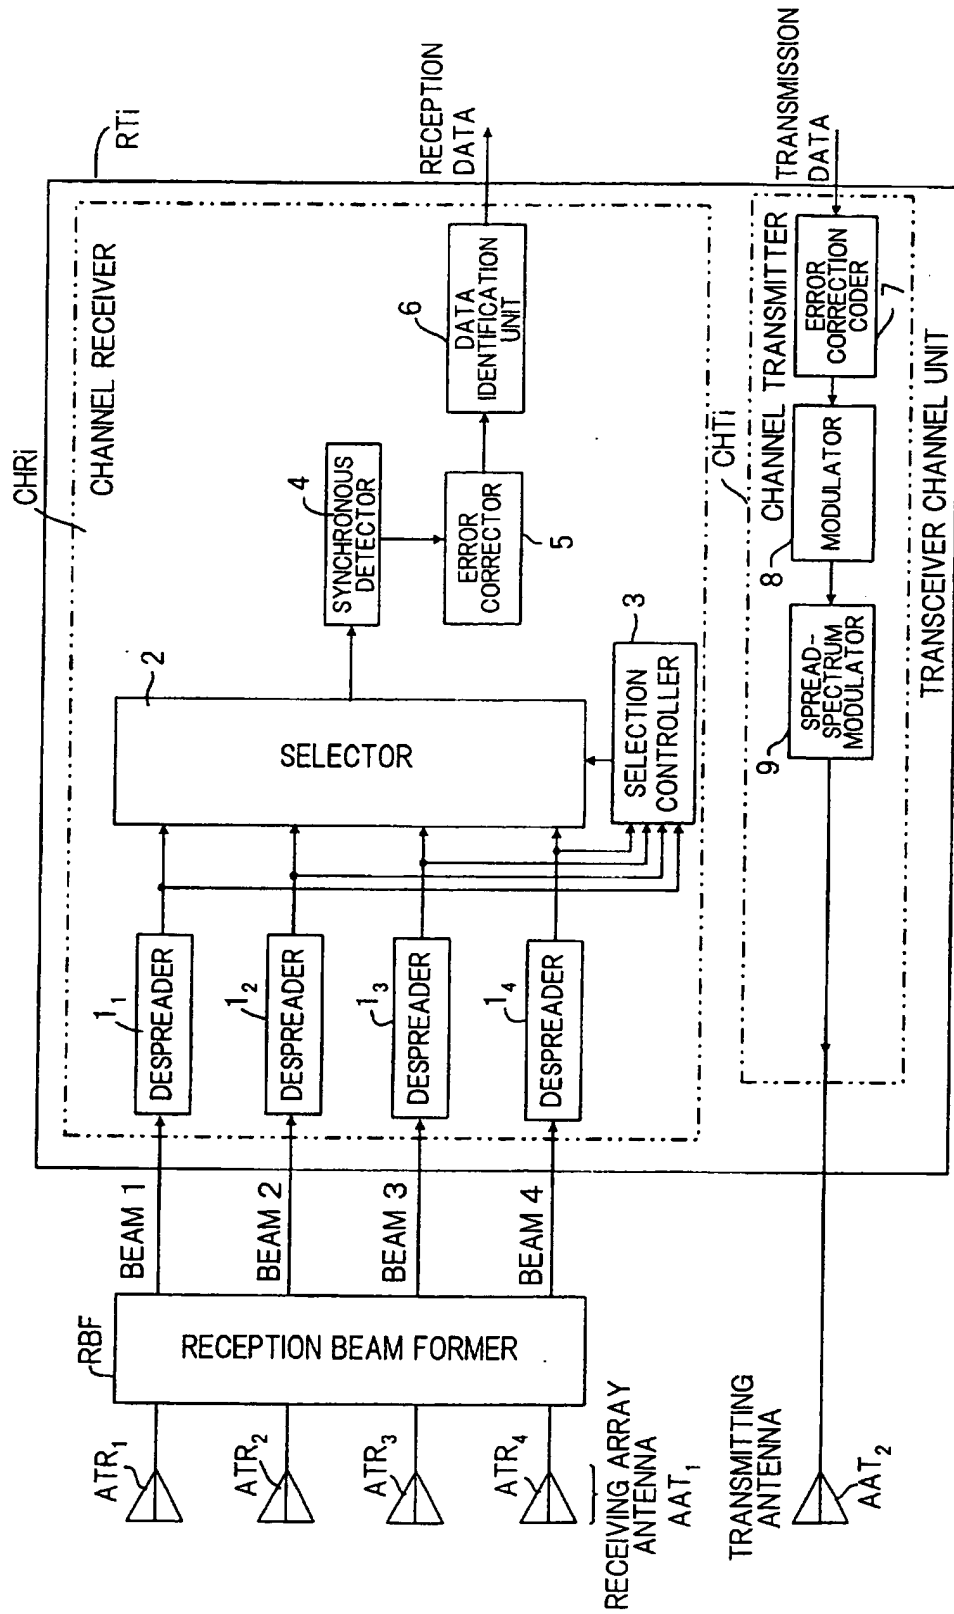 RTi
CHRi
CHANNEL RECEIVER
RECEPTION
DATA
6
DATA
IDENTIFICATION
UNIT
4
SYNCHRONOUS
DETECTOR
ERROR
CORRECTOR
5
2
SELECTOR
3
SELECTION
CONTROLLER
1₁
DESPREADER
1₂
DESPREADER
1₃
DESPREADER
1₄
DESPREADER
BEAM 1
BEAM 2
BEAM 3
BEAM 4
RBF
RECEPTION BEAM FORMER
ATR₁
ATR₂
ATR₃
ATR₄
RECEIVING ARRAY
ANTENNA
AAT₁
TRANSMISSION
DATA
CHTi
CHANNEL TRANSMITTER
ERROR
CORRECTION
CODER
7
8
MODULATOR
9
SPREAD-
SPECTRUM
MODULATOR
TRANSCEIVER CHANNEL UNIT
TRANSMITTING
ANTENNA
AAT₂